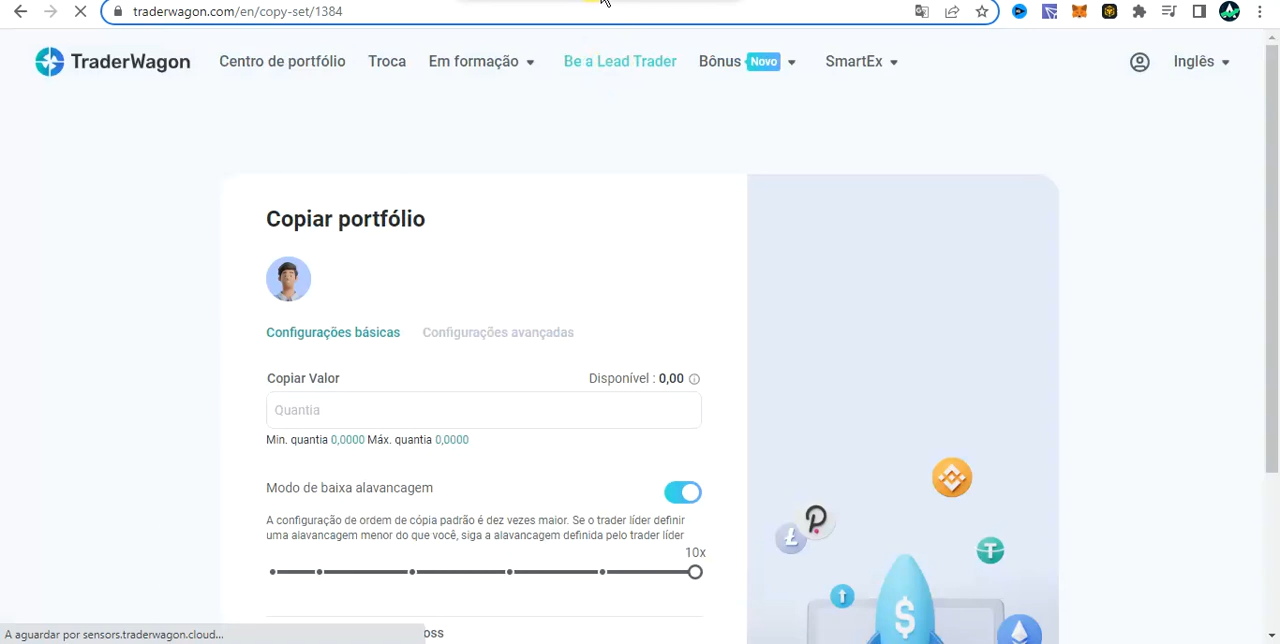 traderwagon.com/en/copy-set/1384
TraderWagon Centro de portfólio Troca Em formação Be a Lead Trader Bônus Novo SmartEx Inglês
Copiar portfólio
Configurações básicas Configurações avançadas
Copiar Valor Disponível : 0,00
Quantia
Min. quantia 0,0000 Máx. quantia 0,0000
Modo de baixa alavancagem
A configuração de ordem de cópia padrão é dez vezes maior. Se o trader líder definir
uma alavancagem menor do que você, siga a alavancagem definida pelo trader líder
10x
A aguardar por sensors.traderwagon.cloud... oss